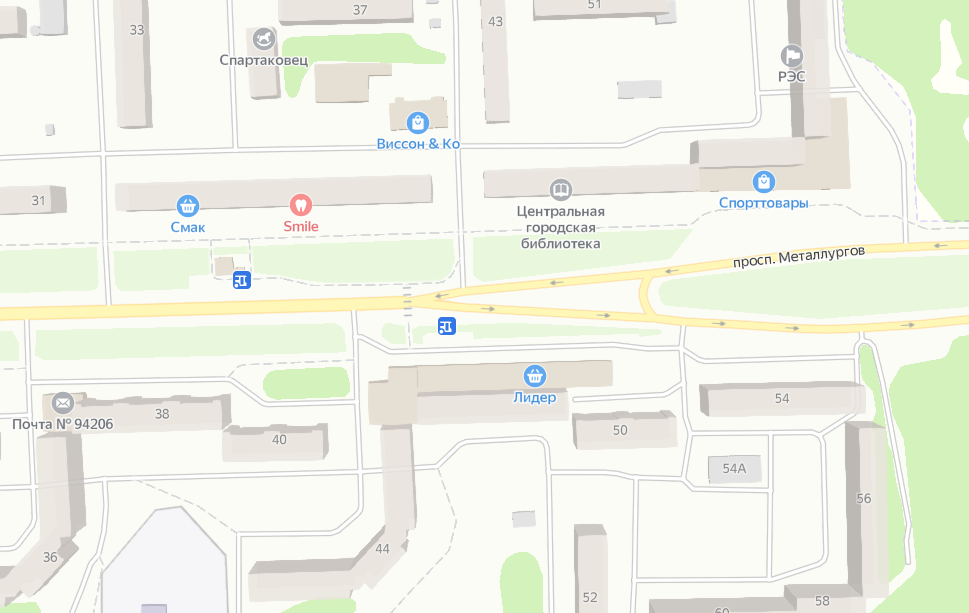 37
51
33
43
Спартаковец
РЭС
Виссон & Ко
31
Смак
Smile
Центральная
городская
библиотека
Спорттовары
просп. Металлургов
Лидер
54
Почта № 94206
38
40
50
54А
56
36
44
52
58
60